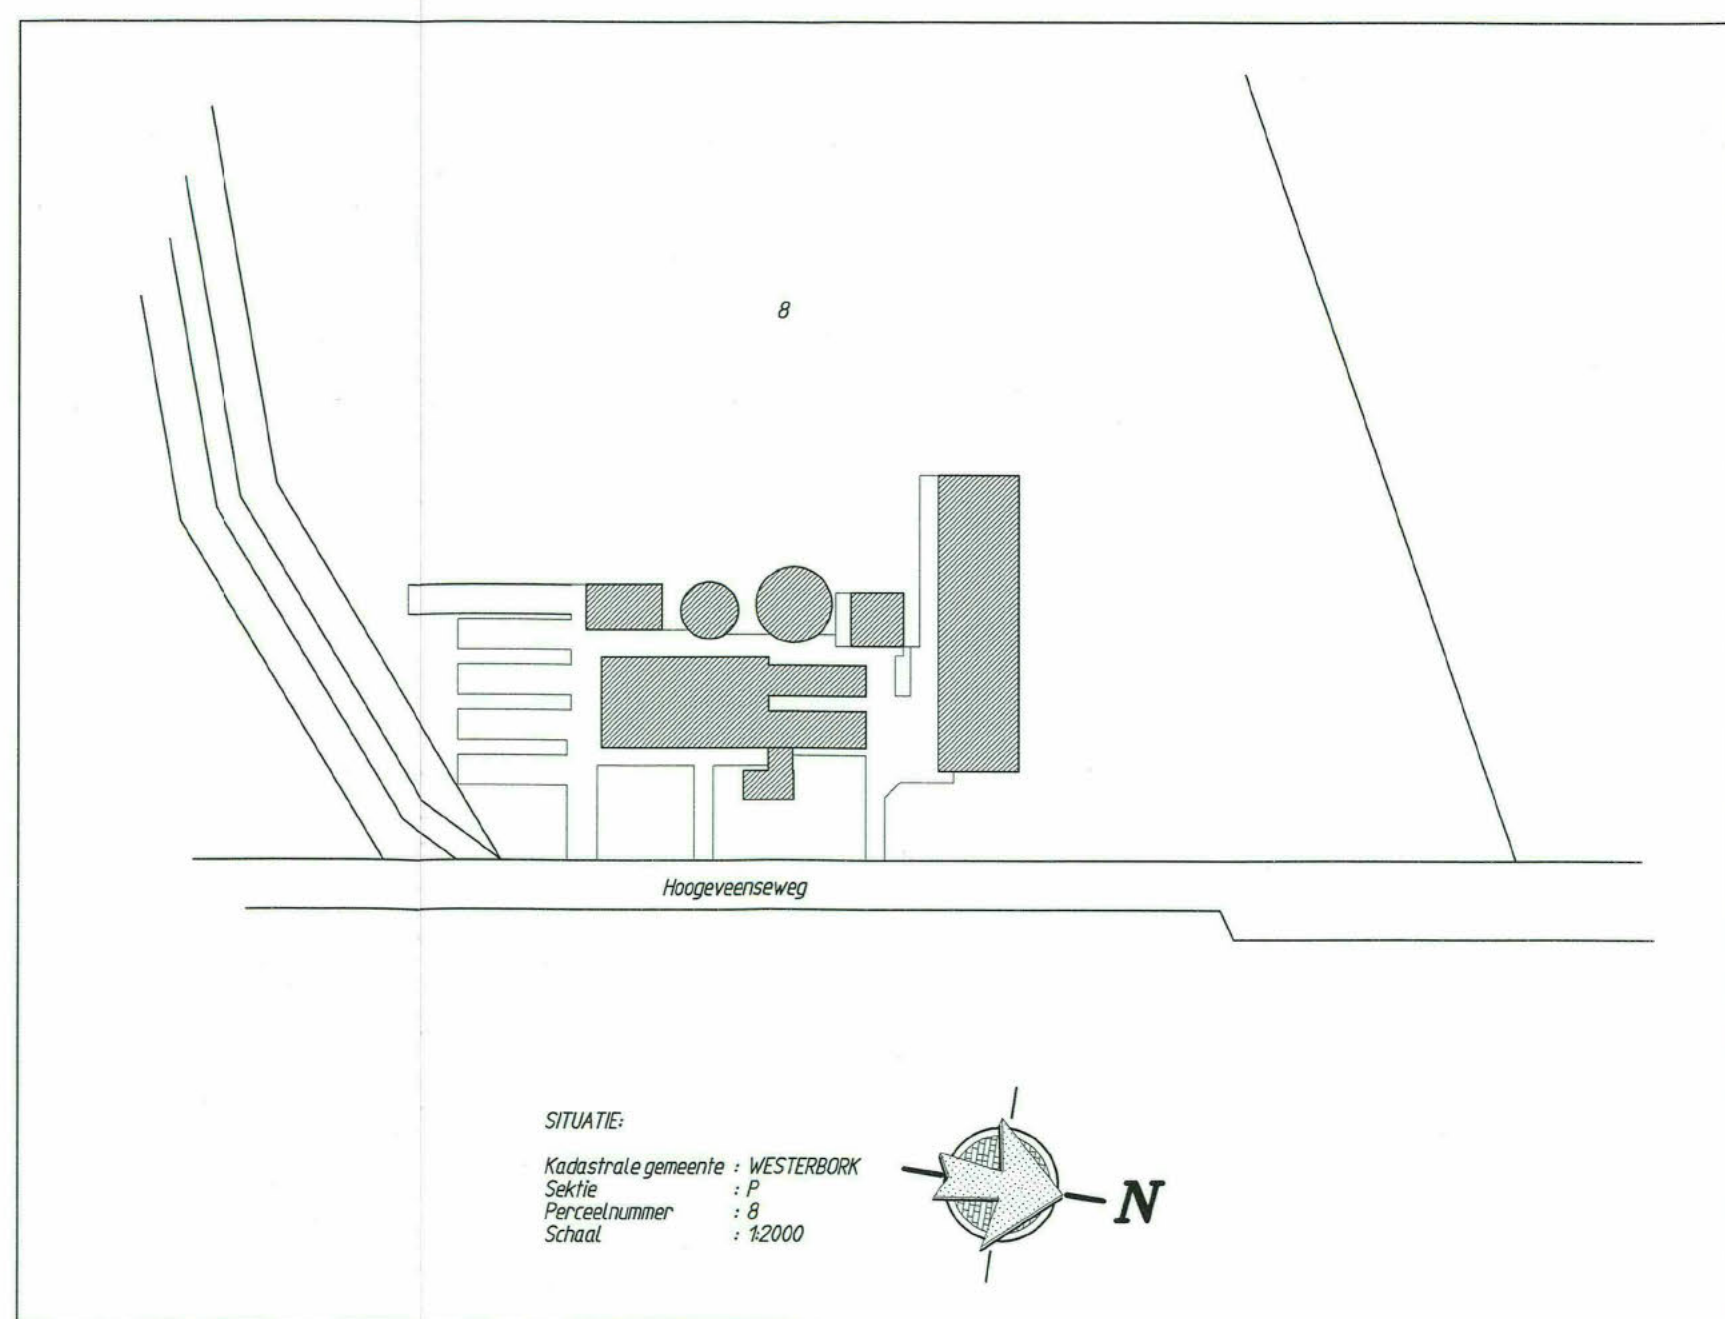 8
Hoogeveenseweg
SITUATIE:
Kadastrale gemeente : WESTERBORK
Sektie : P
Perceelnummer : 8
Schaal : 1:2000
N